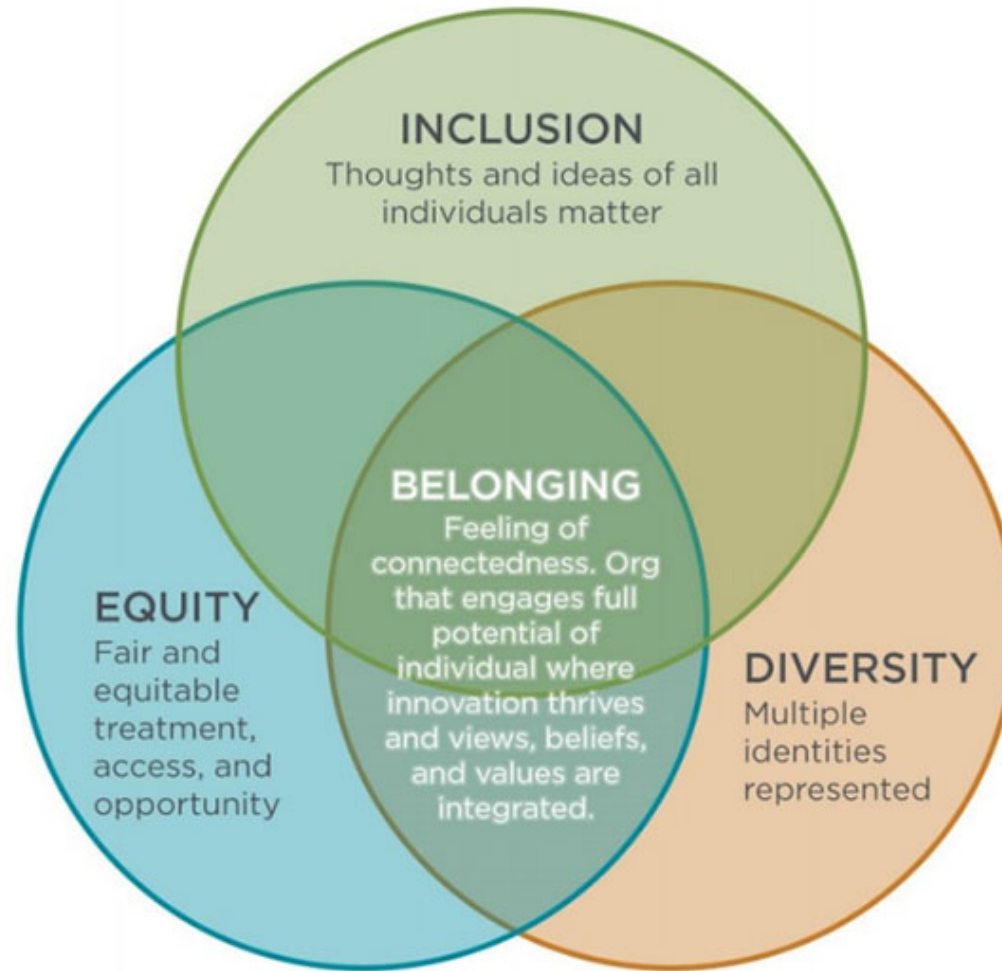 INCLUSION
Thoughts and ideas of all
individuals matter
BELONGING
Feeling of
connectedness. Org
that engages full
potential of
individual where
innovation thrives
and views, beliefs,
and values are
integrated.
EQUITY
Fair and
equitable
treatment,
access, and
opportunity
DIVERSITY
Multiple
identities
represented